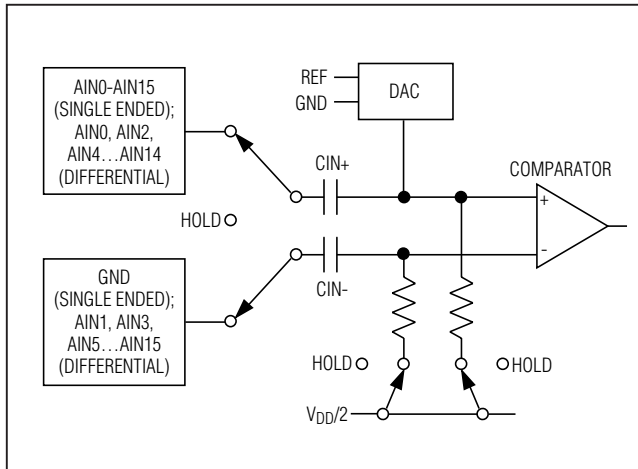 AIN0-AIN15
(SINGLE ENDED);
AIN0, AIN2,
AIN4…AIN14
(DIFFERENTIAL)
REF
GND
DAC
CIN+
COMPARATOR
+
-
HOLD
GND
(SINGLE ENDED);
AIN1, AIN3,
AIN5…AIN15
(DIFFERENTIAL)
CIN-
HOLD
HOLD
VDD/2